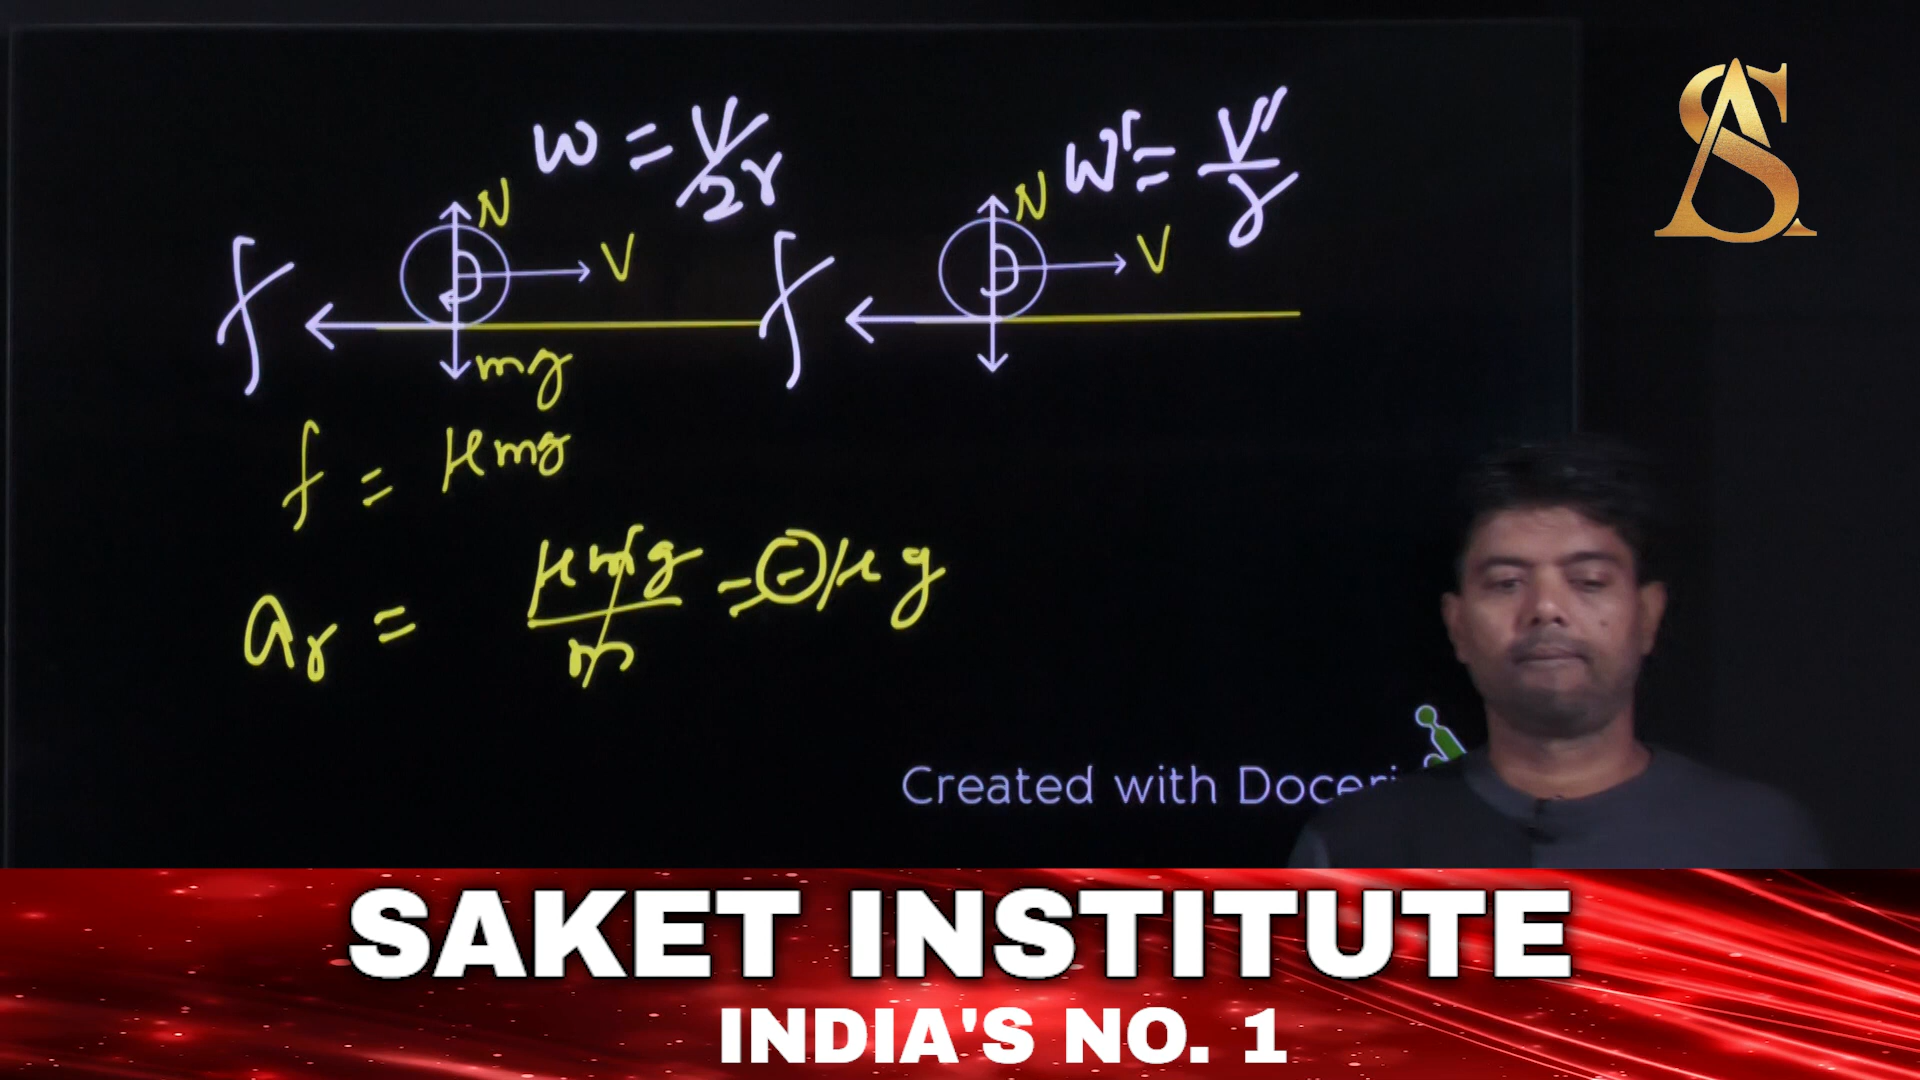 w = V/2r
w' = V'/r
N
V
f
mg
N
V
f
f = μmg
ar = μmg/m = -μg
Created with Doceri
SAKET INSTITUTE
INDIA'S NO. 1